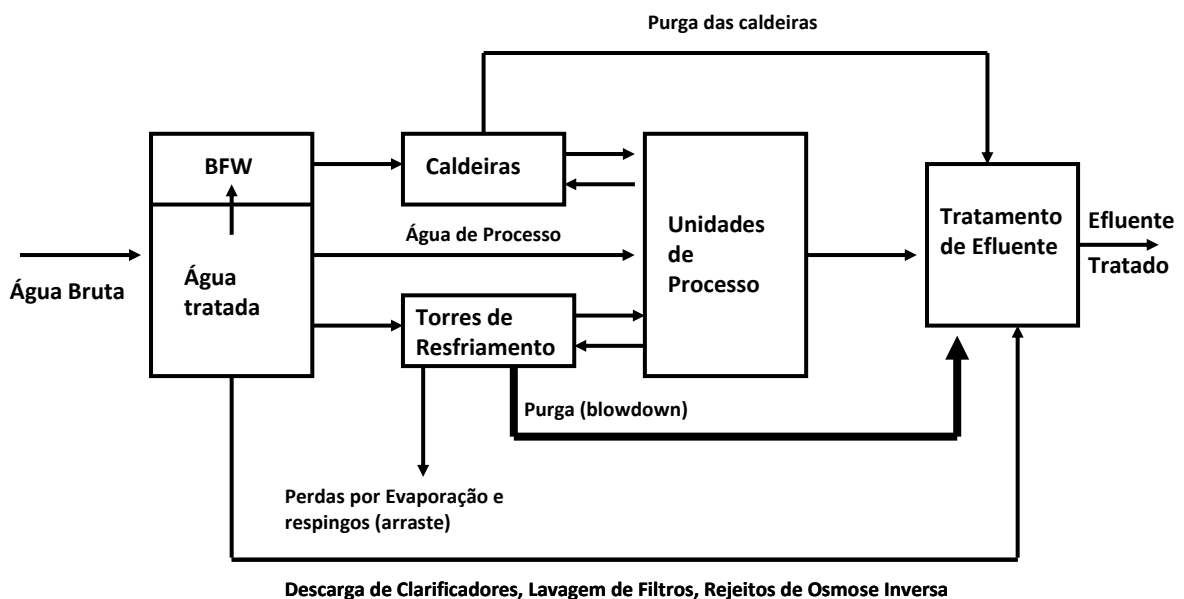 Purga das caldeiras
BFW
Caldeiras
Água Bruta
Água
tratada
Água de Processo
Torres de
Resfriamento
Unidades
de
Processo
Tratamento
de Efluente
Efluente
Tratado
Purga (blowdown)
Perdas por Evaporação e
respingos (arraste)
Descarga de Clarificadores, Lavagem de Filtros, Rejeitos de Osmose Inversa